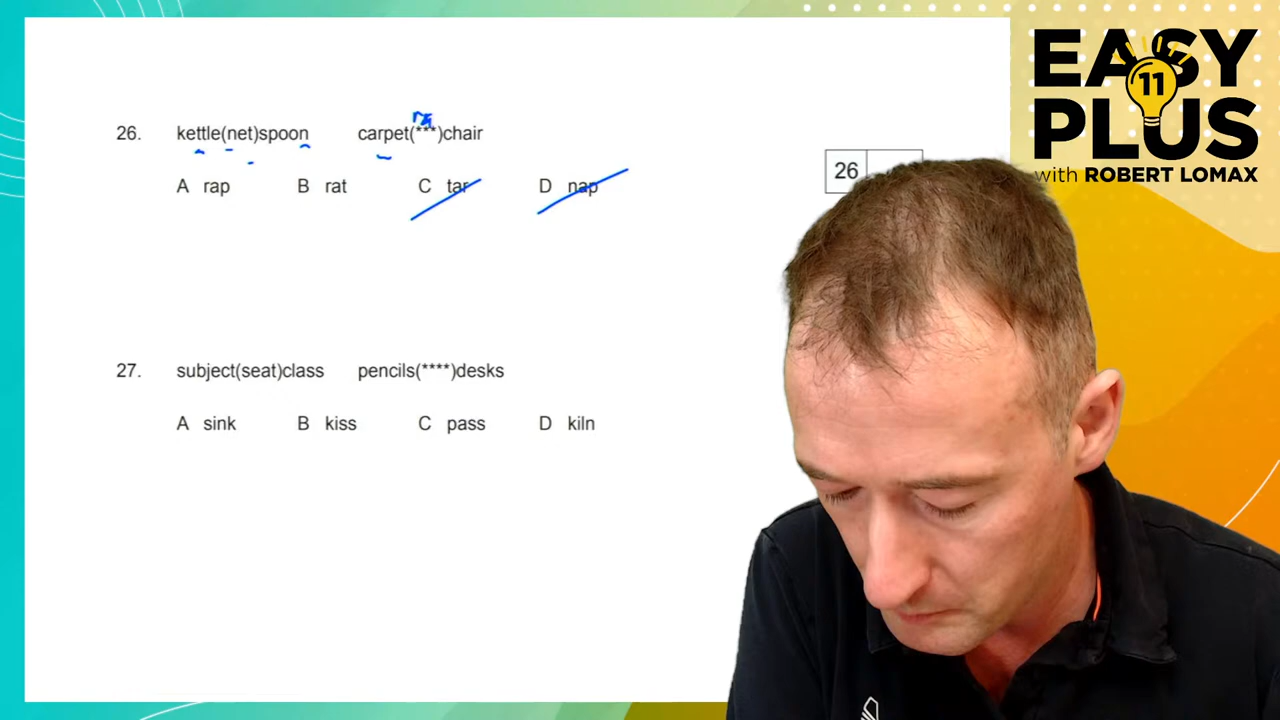 EASY
11
PLUS
with ROBERT LOMAX
26. kettle(net)spoon carpet(***)chair
26
A rap B rat C tar D nap
27. subject(seat)class pencils(****)desks
A sink B kiss C pass D kiln